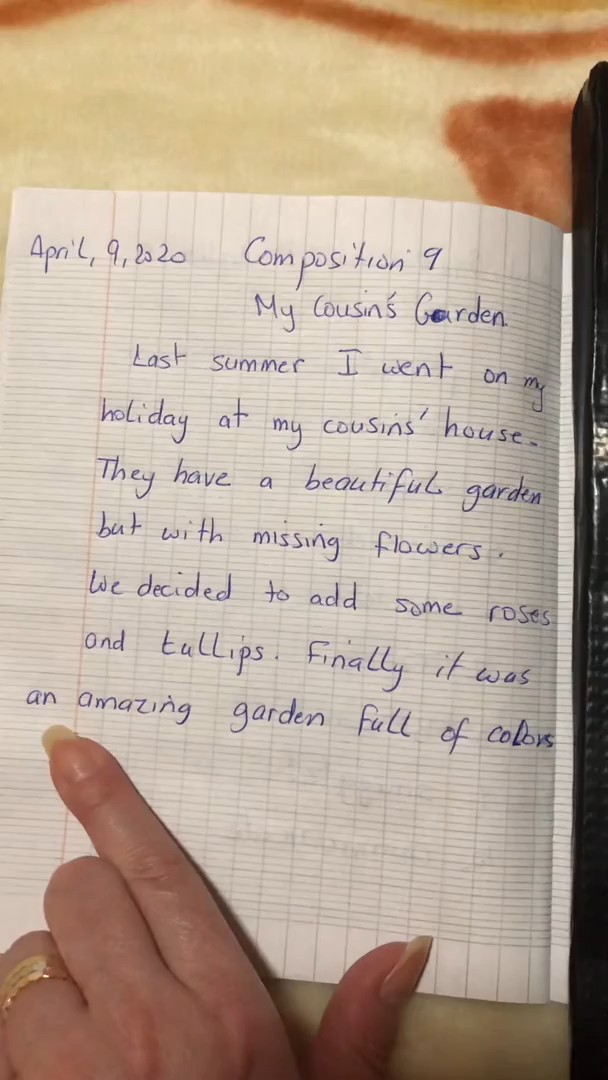 April, 9, 2020 Composition 9
My Cousin's Garden
Last summer I went on my
holiday at my cousins' house.
They have a beautiful garden
but with missing flowers.
We decided to add some roses
and tullips. Finally it was
an amazing garden full of colors